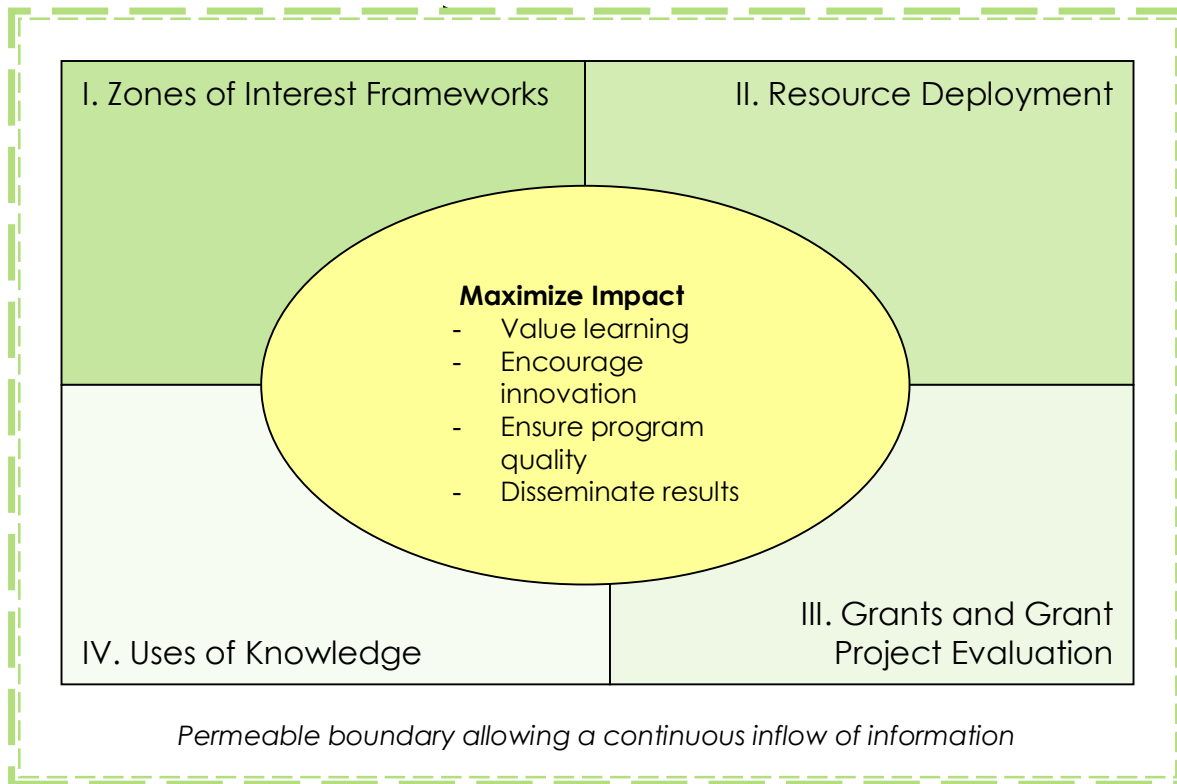 I. Zones of Interest Frameworks
II. Resource Deployment
Maximize Impact
- Value learning
- Encourage
innovation
- Ensure program
quality
- Disseminate results
III. Grants and Grant
Project Evaluation
IV. Uses of Knowledge
Permeable boundary allowing a continuous inflow of information